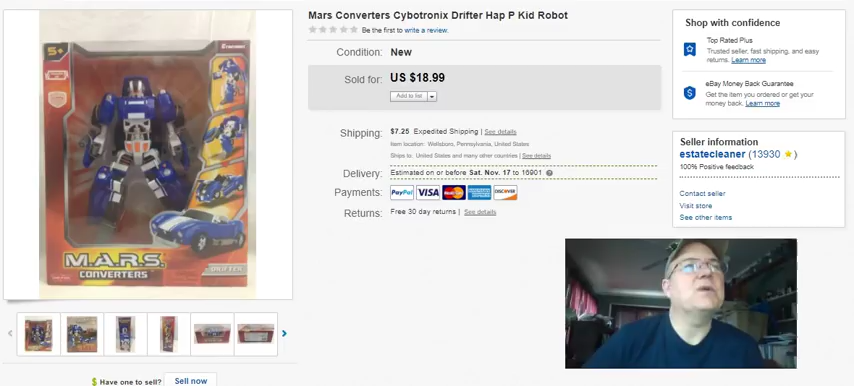 Mars Converters Cybotronix Drifter Hap P Kid Robot
Be the first to write a review.
Condition: New
Sold for: US $18.99
Add to list
Shipping: $7.25 Expedited Shipping | See details
Item location: Wellsboro, Pennsylvania, United States
Ships to: United States and many other countries | See details
Delivery: Estimated on or before Sat. Nov. 17 to 16901
Payments: PayPal VISA MasterCard DISCOVER
Returns: Free 30 day returns | See details
Shop with confidence
Top Rated Plus
Trusted seller, fast shipping, and easy
returns. Learn more
eBay Money Back Guarantee
Get the item you ordered or get your
money back. Learn more
Seller information
estatecleaner (13930 )
100% Positive feedback
Contact seller
Visit store
See other items
5+
M.A.R.S.
CONVERTERS
DRIFTER
$ Have one to sell? Sell now